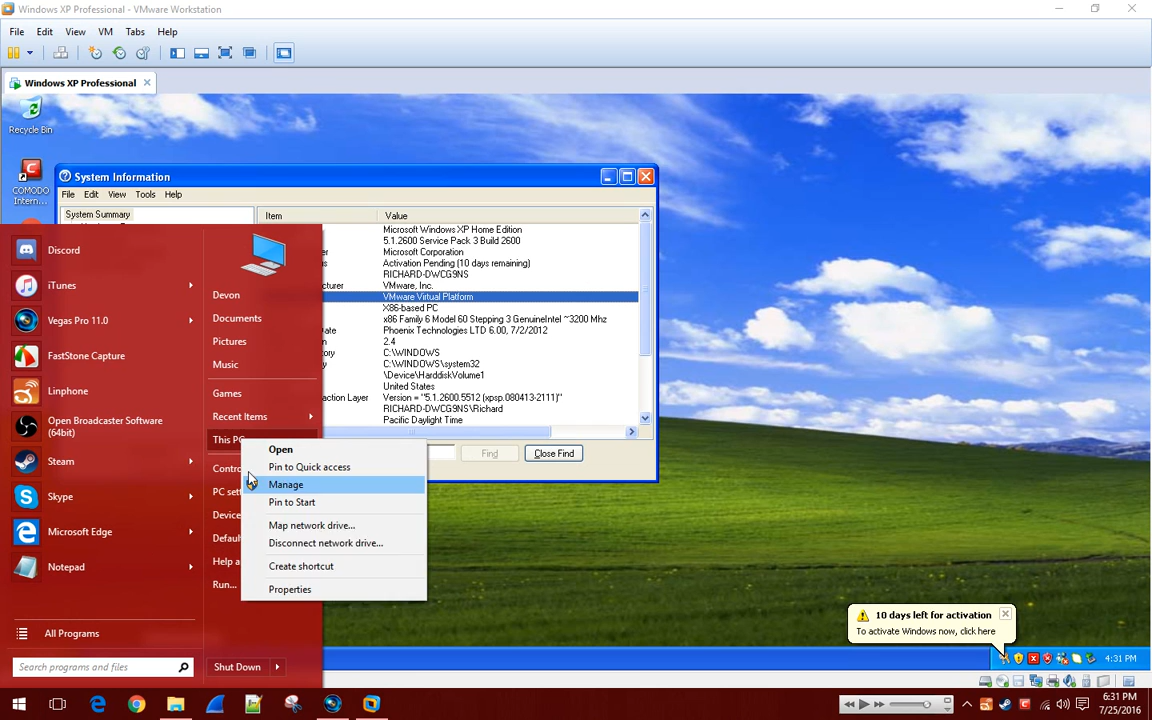 Windows XP Professional - VMware Workstation
File Edit View VM Tabs Help
Windows XP Professional
Recycle Bin
COMODO
Intern...
System Information
File Edit View Tools Help
System Summary
Item Value
Microsoft Windows XP Home Edition
5.1.2600 Service Pack 3 Build 2600
Microsoft Corporation
Activation Pending (10 days remaining)
RICHARD-DWCG9NS
VMware, Inc.
VMware Virtual Platform
X86-based PC
x86 Family 6 Model 60 Stepping 3 GenuineIntel ~3200 Mhz
Phoenix Technologies LTD 6.00, 7/2/2012
2.4
C:\WINDOWS
C:\WINDOWS\system32
\Device\HarddiskVolume1
United States
Version = "5.1.2600.5512 (xpsp.080413-2111)"
RICHARD-DWCG9NS\Richard
Pacific Daylight Time
Find Close Find
Discord
iTunes
Vegas Pro 11.0
FastStone Capture
Linphone
Open Broadcaster Software
(64bit)
Steam
Skype
Microsoft Edge
Notepad
All Programs
Search programs and files
Devon
Documents
Pictures
Music
Games
Recent Items
This PC
Run...
Shut Down
Open
Pin to Quick access
Manage
Pin to Start
Map network drive...
Disconnect network drive...
Create shortcut
Properties
10 days left for activation
To activate Windows now, click here
4:31 PM
6:31 PM
7/25/2016